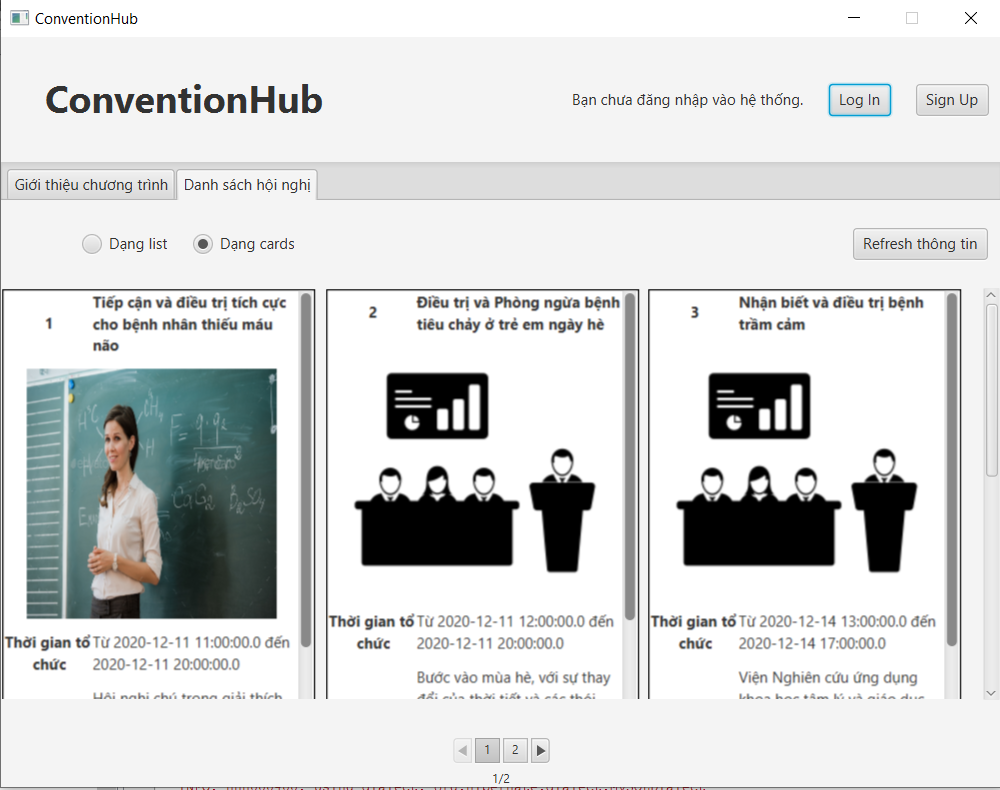 ConventionHub
ConventionHub
Bạn chưa đăng nhập vào hệ thống.
Log In
Sign Up
Giới thiệu chương trình
Danh sách hội nghị
Dạng list
Dạng cards
Refresh thông tin
1
Tiếp cận và điều trị tích cực
cho bệnh nhân thiếu máu
não
Thời gian tổ
chức
Từ 2020-12-11 11:00:00.0 đến
2020-12-11 20:00:00.0
Hội nghị chú trọng giải thích
2
Điều trị và Phòng ngừa bệnh
tiêu chảy ở trẻ em ngày hè
Thời gian tổ
chức
Từ 2020-12-11 12:00:00.0 đến
2020-12-11 20:00:00.0
Bước vào mùa hè, với sự thay
đổi của thời tiết và các thói
3
Nhận biết và điều trị bệnh
trầm cảm
Thời gian tổ
chức
Từ 2020-12-14 13:00:00.0 đến
2020-12-14 17:00:00.0
Viện Nghiên cứu ứng dụng
khoa học tâm lý và giáo dục
1
2
1/2